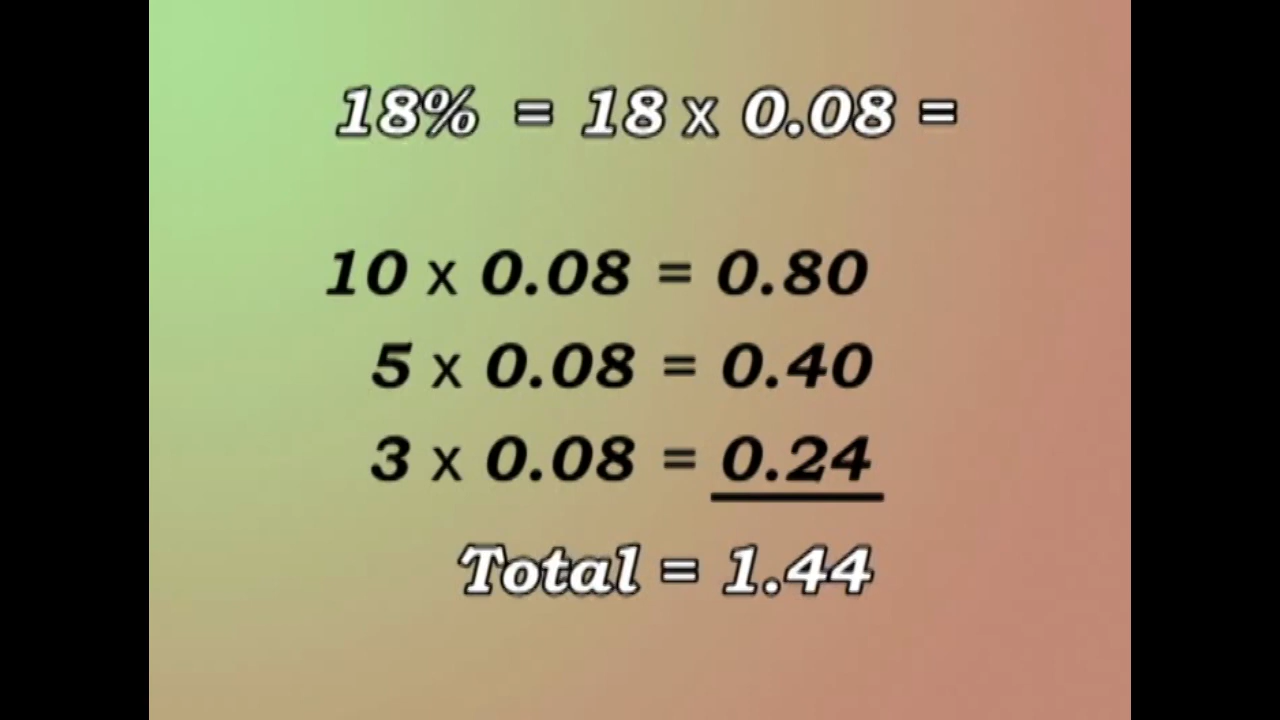 18% = 18 x 0.08 =
10 x 0.08 = 0.80
5 x 0.08 = 0.40
3 x 0.08 = 0.24
Total = 1.44